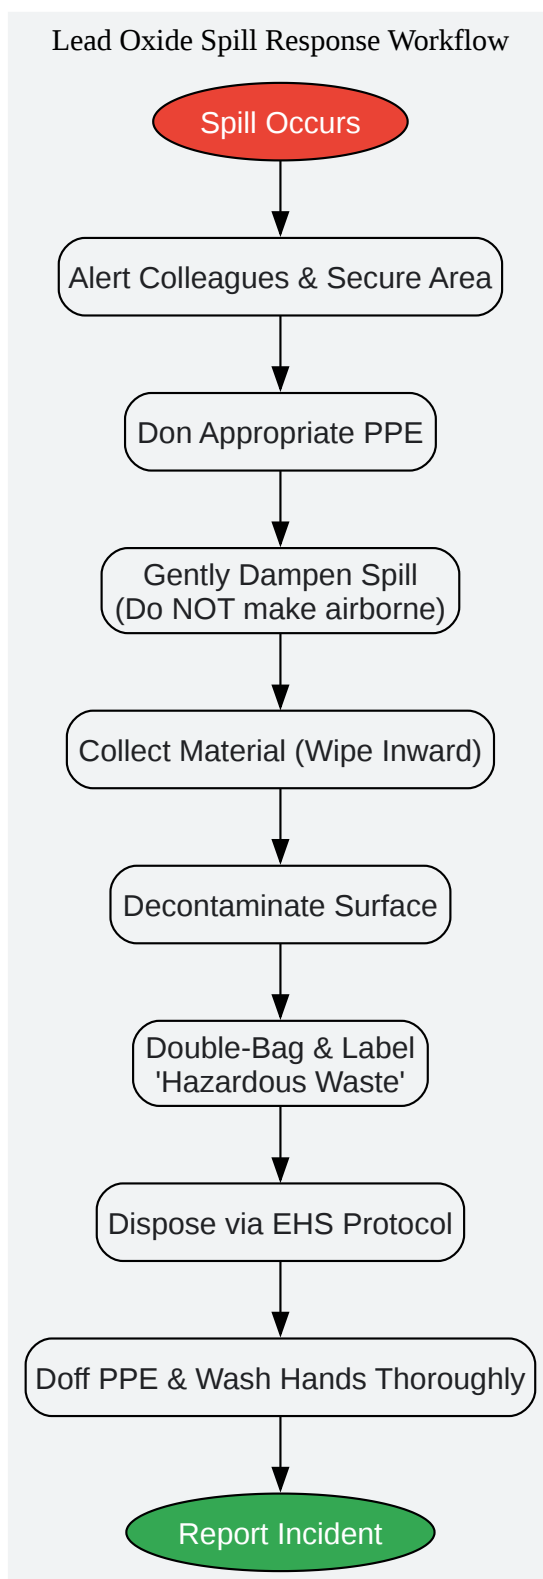 Lead Oxide Spill Response Workflow
Spill Occurs
Alert Colleagues & Secure Area
Don Appropriate PPE
Gently Dampen Spill
(Do NOT make airborne)
Collect Material (Wipe Inward)
Decontaminate Surface
Double-Bag & Label
'Hazardous Waste'
Dispose via EHS Protocol
Doff PPE & Wash Hands Thoroughly
Report Incident